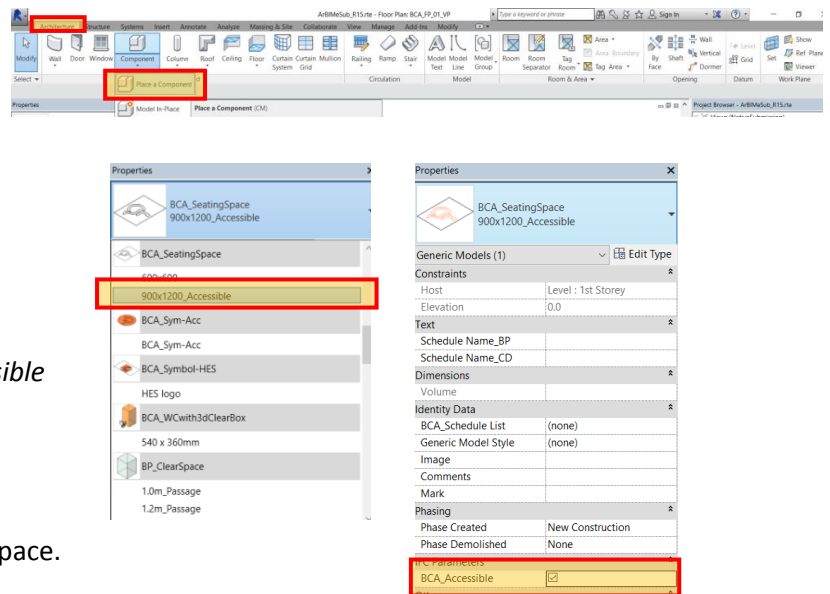 ArBIMeSub_R15.rte - Floor Plan: BCA_FP_01_VP Type a keyword or phrase Sign In
Architecture Structure Systems Insert Annotate Analyze Massing & Site Collaborate View Manage Add-Ins Modify
Modify Wall Door Window Component Column Roof Ceiling Floor Curtain System Curtain Grid Mullion Railing Ramp Stair Model Text Model Line Model Group Room Room Separator Tag Room Area Area Boundary Tag Area By Face Shaft Wall Vertical Dormer Level Grid Set Show Ref Plane Viewer
Select Circulation Model Room & Area Opening Datum Work Plane
Place a Component
Properties Model In-Place Place a Component (CM) Project Browser - ArBIMeSub_R15.rte
Properties
BCA_SeatingSpace
900x1200_Accessible
BCA_SeatingSpace
600x600
900x1200_Accessible
BCA_Sym-Acc
BCA_Sym-Acc
BCA_Symbol-HES
HES logo
BCA_WCwith3dClearBox
540 x 360mm
BP_ClearSpace
1.0m_Passage
1.2m_Passage
sible
pace.
Properties
BCA_SeatingSpace
900x1200_Accessible
Generic Models (1) Edit Type
Constraints
Host Level : 1st Storey
Elevation 0.0
Text
Schedule Name_BP
Schedule Name_CD
Dimensions
Volume
Identity Data
BCA_Schedule List (none)
Generic Model Style (none)
Image
Comments
Mark
Phasing
Phase Created New Construction
Phase Demolished None
IFC Parameters
BCA_Accessible